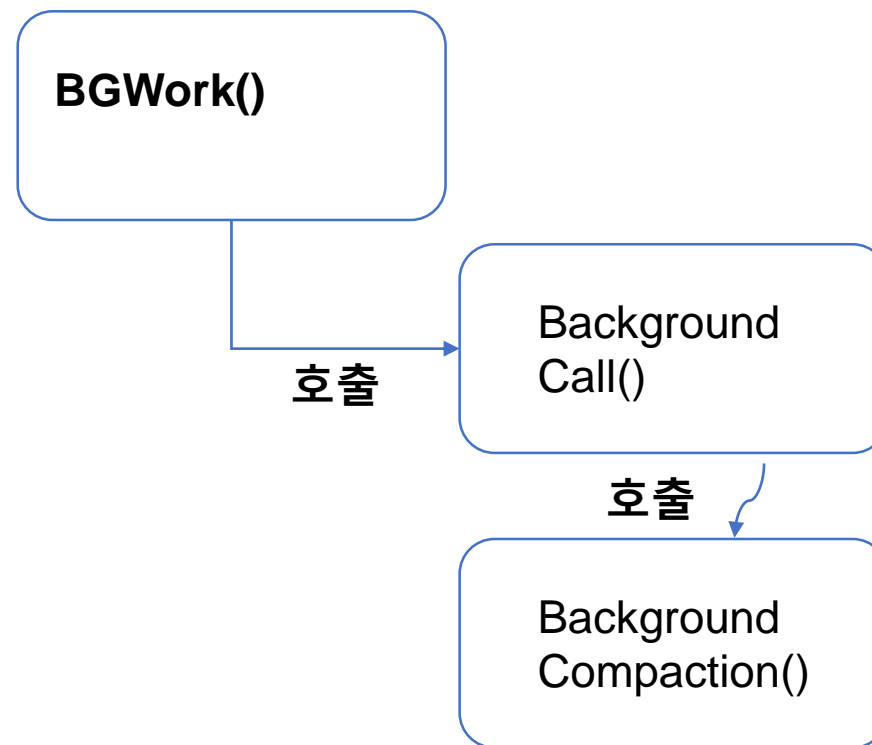 BGWork()
호출
Background
Call()
호출
Background
Compaction()